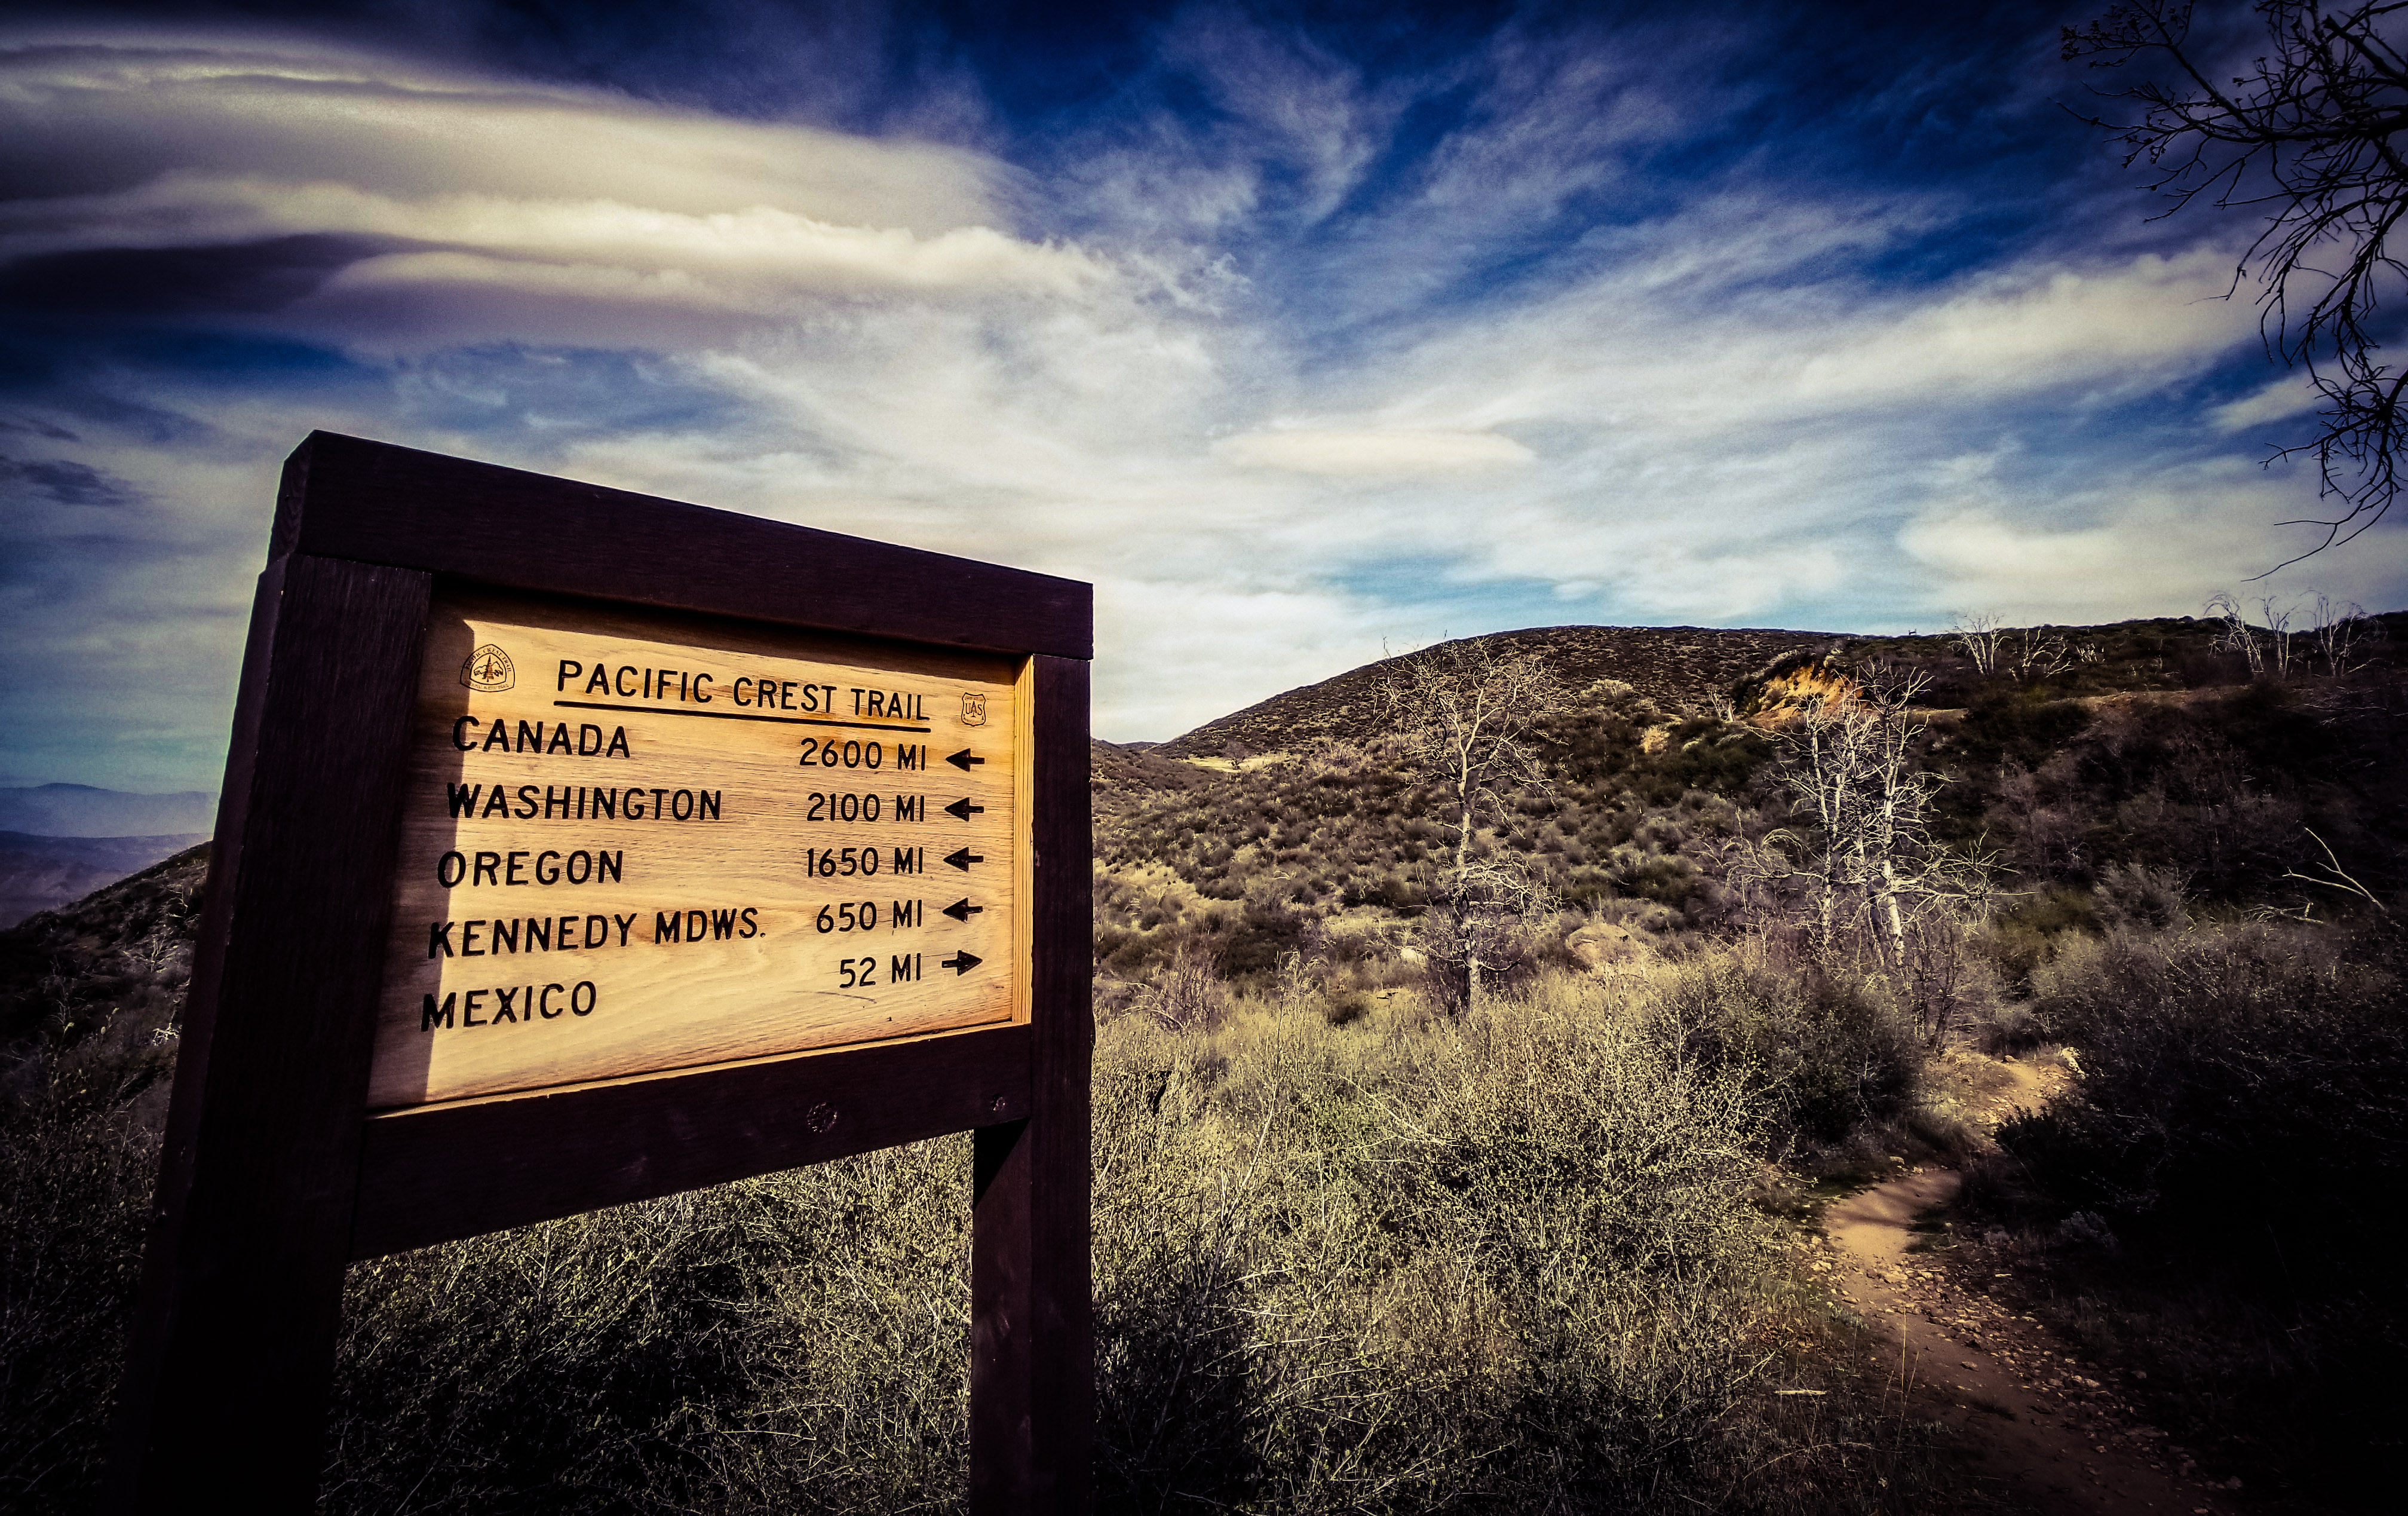 PACIFIC CREST TRAIL
CANADA 2600 MI
WASHINGTON 2100 MI
OREGON 1650 MI
KENNEDY MDWS. 650 MI
MEXICO 52 MI